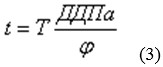 t = T ДДПа / φ (3)